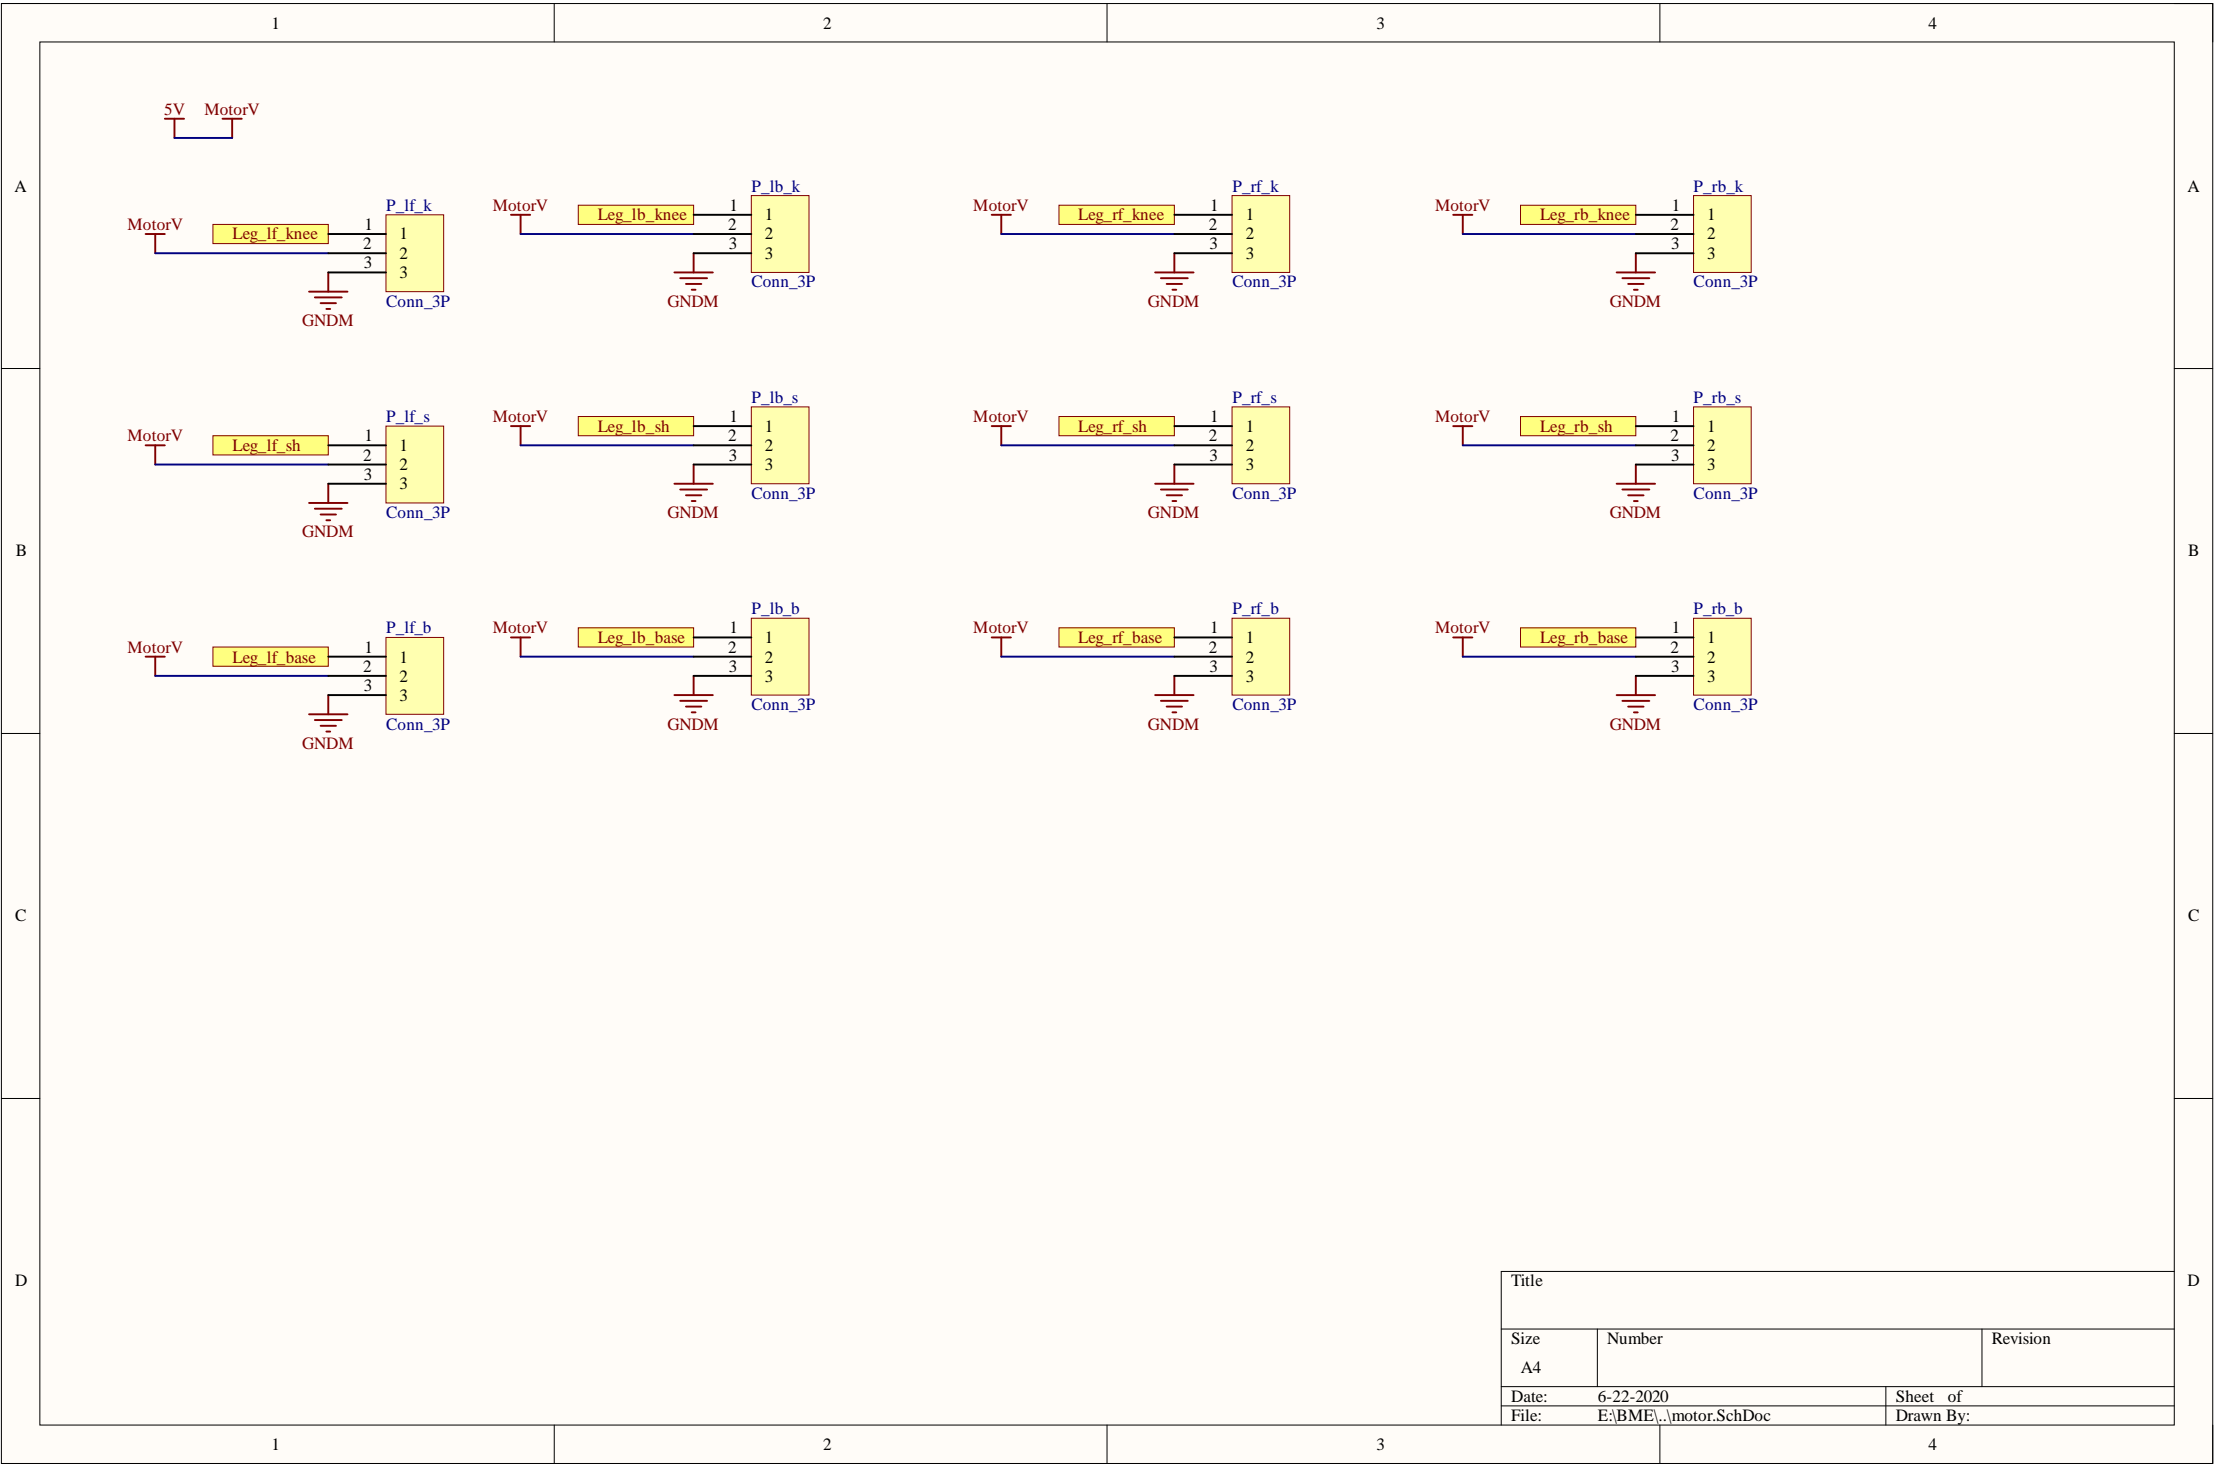 1 2 3 4
5V MotorV
A A
P_lf_k P_lb_k P_rf_k P_rb_k
MotorV Leg_lf_knee 1 1
2 2
3 3
GNDM Conn_3P
MotorV Leg_lb_knee 1 1
2 2
3 3
GNDM Conn_3P
MotorV Leg_rf_knee 1 1
2 2
3 3
GNDM Conn_3P
MotorV Leg_rb_knee 1 1
2 2
3 3
GNDM Conn_3P
P_lf_s P_lb_s P_rf_s P_rb_s
MotorV Leg_lf_sh 1 1
2 2
3 3
GNDM Conn_3P
MotorV Leg_lb_sh 1 1
2 2
3 3
GNDM Conn_3P
MotorV Leg_rf_sh 1 1
2 2
3 3
GNDM Conn_3P
MotorV Leg_rb_sh 1 1
2 2
3 3
GNDM Conn_3P
B B
P_lf_b P_lb_b P_rf_b P_rb_b
MotorV Leg_lf_base 1 1
2 2
3 3
GNDM Conn_3P
MotorV Leg_lb_base 1 1
2 2
3 3
GNDM Conn_3P
MotorV Leg_rf_base 1 1
2 2
3 3
GNDM Conn_3P
MotorV Leg_rb_base 1 1
2 2
3 3
GNDM Conn_3P
C C
D D
Title
Size Number Revision
A4
Date: 6-22-2020 Sheet of
File: E:\BME\..\motor.SchDoc Drawn By:
1 2 3 4